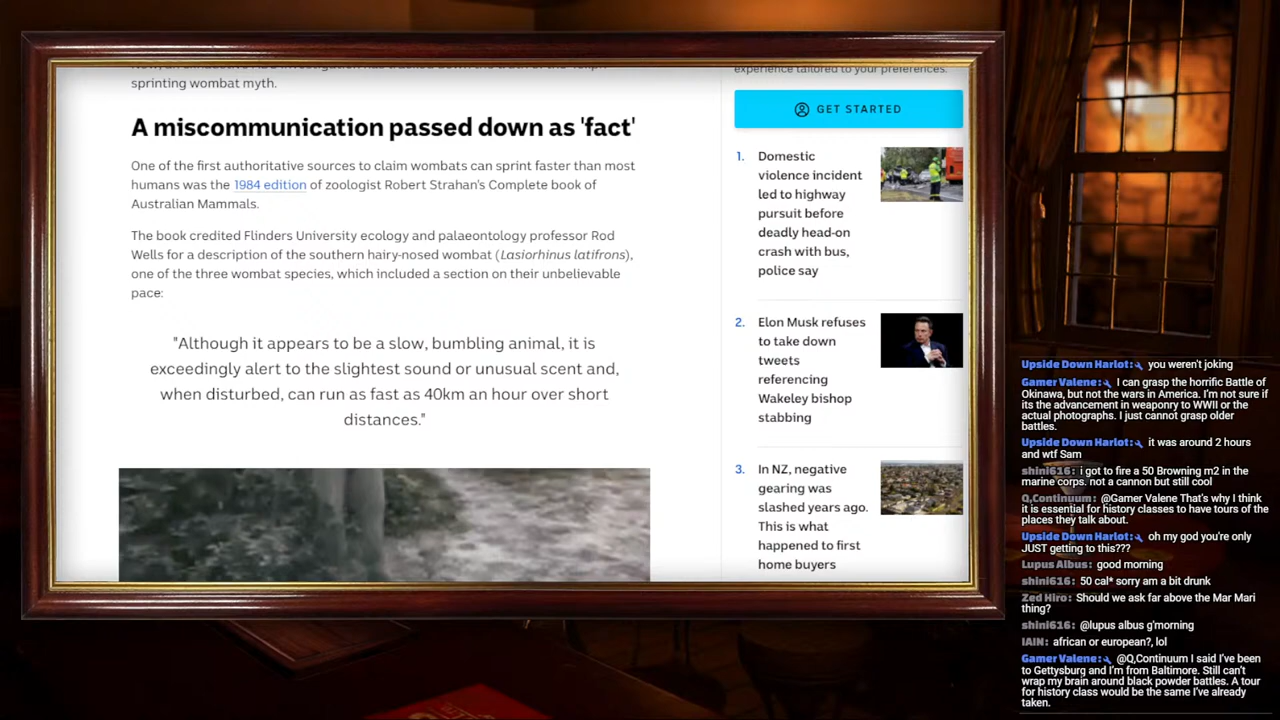 sprinting wombat myth.
A miscommunication passed down as 'fact'
One of the first authoritative sources to claim wombats can sprint faster than most
humans was the 1984 edition of zoologist Robert Strahan's Complete book of
Australian Mammals.
The book credited Flinders University ecology and palaeontology professor Rod
Wells for a description of the southern hairy-nosed wombat (Lasiorhinus latifrons),
one of the three wombat species, which included a section on their unbelievable
pace:
"Although it appears to be a slow, bumbling animal, it is
exceedingly alert to the slightest sound or unusual scent and,
when disturbed, can run as fast as 40km an hour over short
distances."
experience tailored to your preferences.
GET STARTED
1. Domestic
violence incident
led to highway
pursuit before
deadly head-on
crash with bus,
police say
2. Elon Musk refuses
to take down
tweets
referencing
Wakeley bishop
stabbing
3. In NZ, negative
gearing was
slashed years ago.
This is what
happened to first
home buyers
Upside Down Harlot: you weren't joking
Gamer Valene: I can grasp the horrific Battle of
Okinawa, but not the wars in America. I'm not sure if
its the advancement in weaponry to WWII or the
actual photographs. I just cannot grasp older
battles.
Upside Down Harlot: it was around 2 hours
and wtf Sam
shini616: i got to fire a 50 Browning m2 in the
marine corps. not a cannon but still cool
Q,Continuum: @Gamer Valene That's why I think
it is essential for history classes to have tours of the
places they talk about.
Upside Down Harlot: oh my god you're only
JUST getting to this???
Lupus Albus: good morning
shini616: 50 cal* sorry am a bit drunk
Zed Hiro: Should we ask far above the Mar Mari
thing?
shini616: @lupus albus g'morning
IAIN: african or european?, lol
Gamer Valene: @Q,Continuum I said I've been
to Gettysburg and I'm from Baltimore. Still can't
wrap my brain around black powder battles. A tour
for history class would be the same I've already
taken.